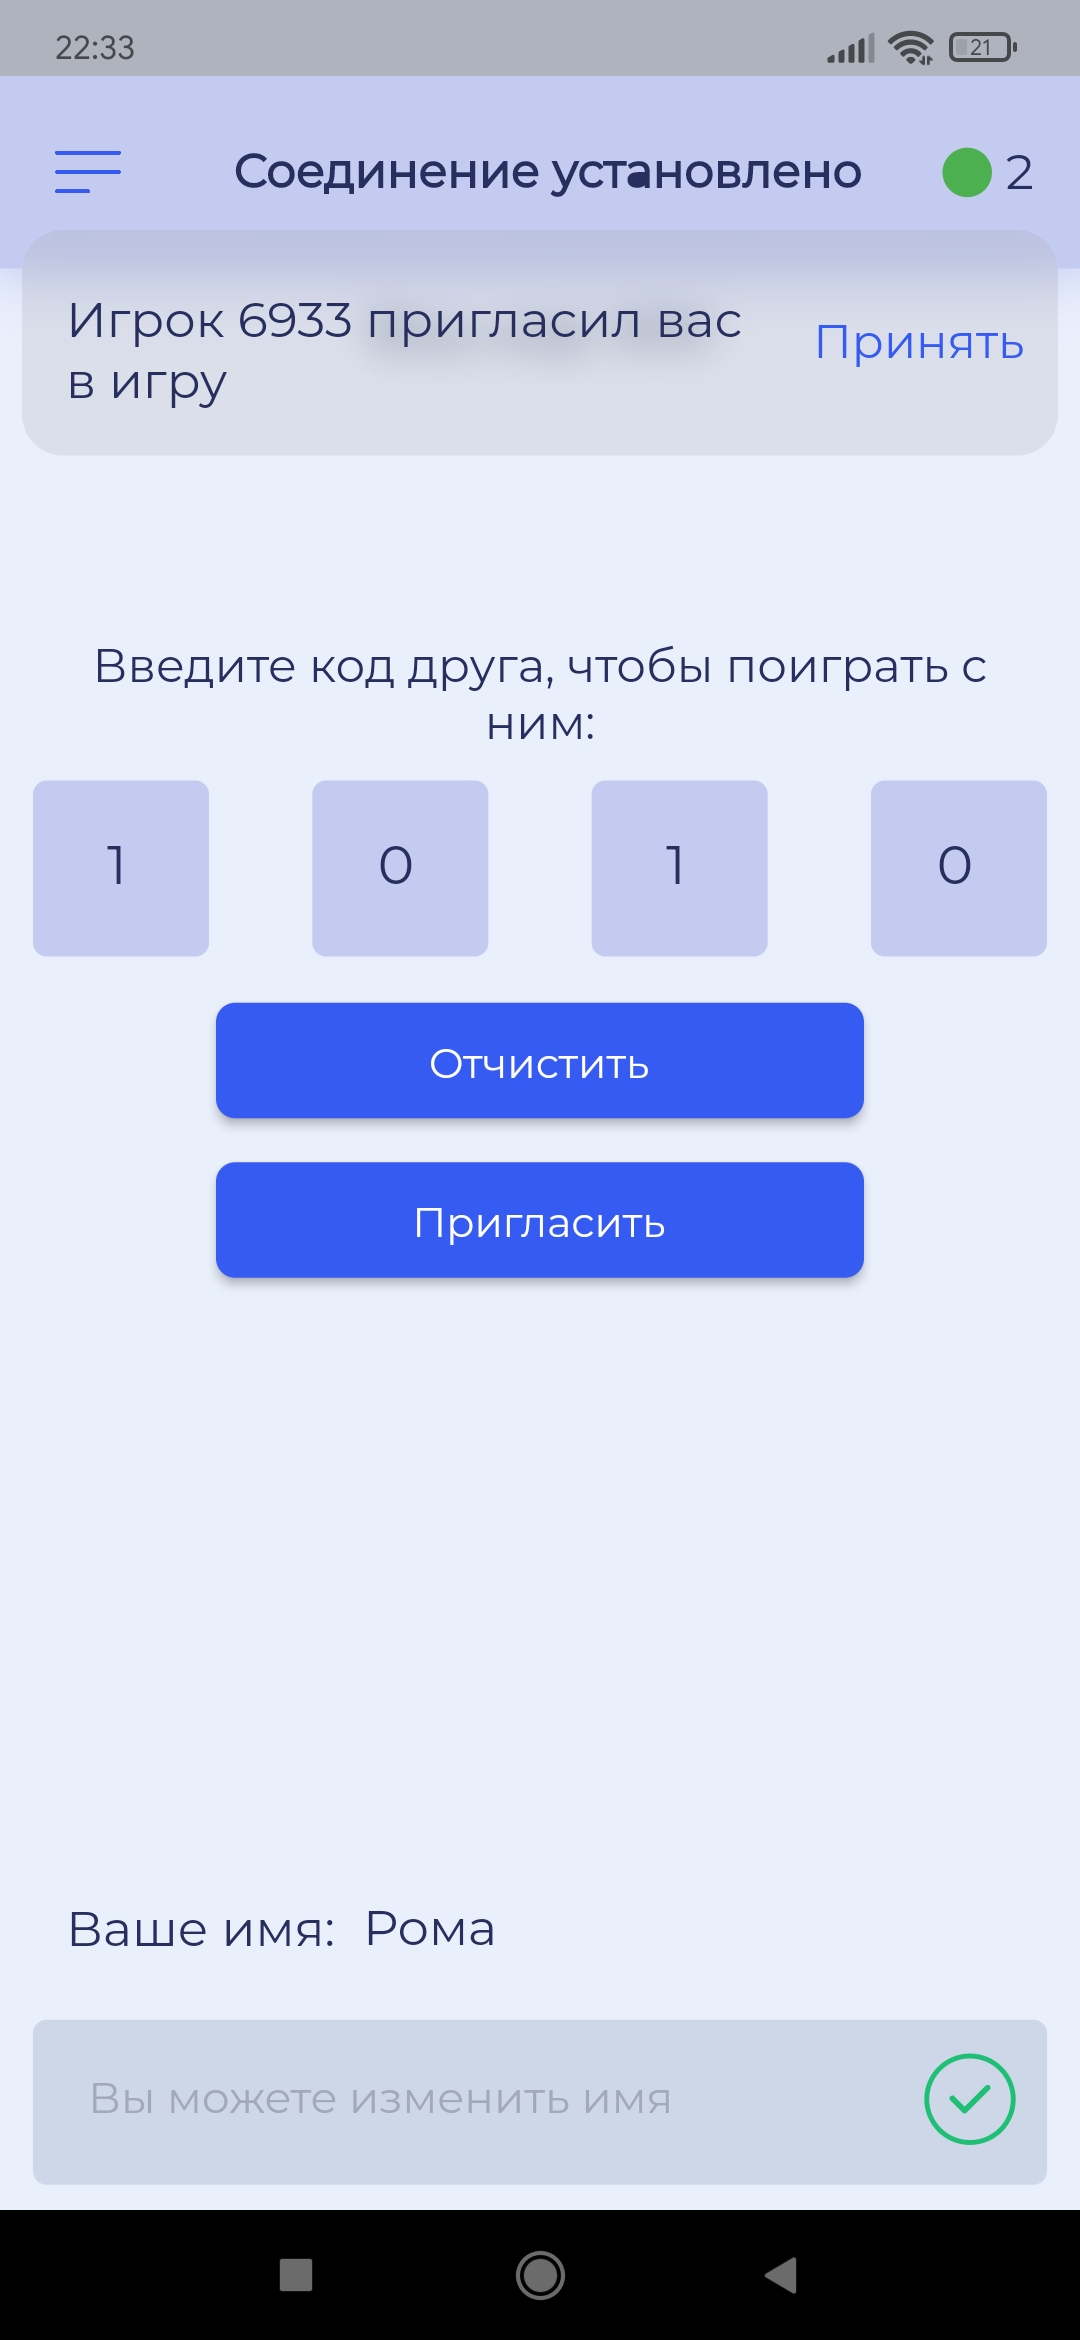 22:33
21
Соединение установлено
2
Игрок 6933 пригласил вас
в игру
Принять
Введите код друга, чтобы поиграть с
ним:
1 0 1 0
Отчистить
Пригласить
Ваше имя: Рома
Вы можете изменить имя